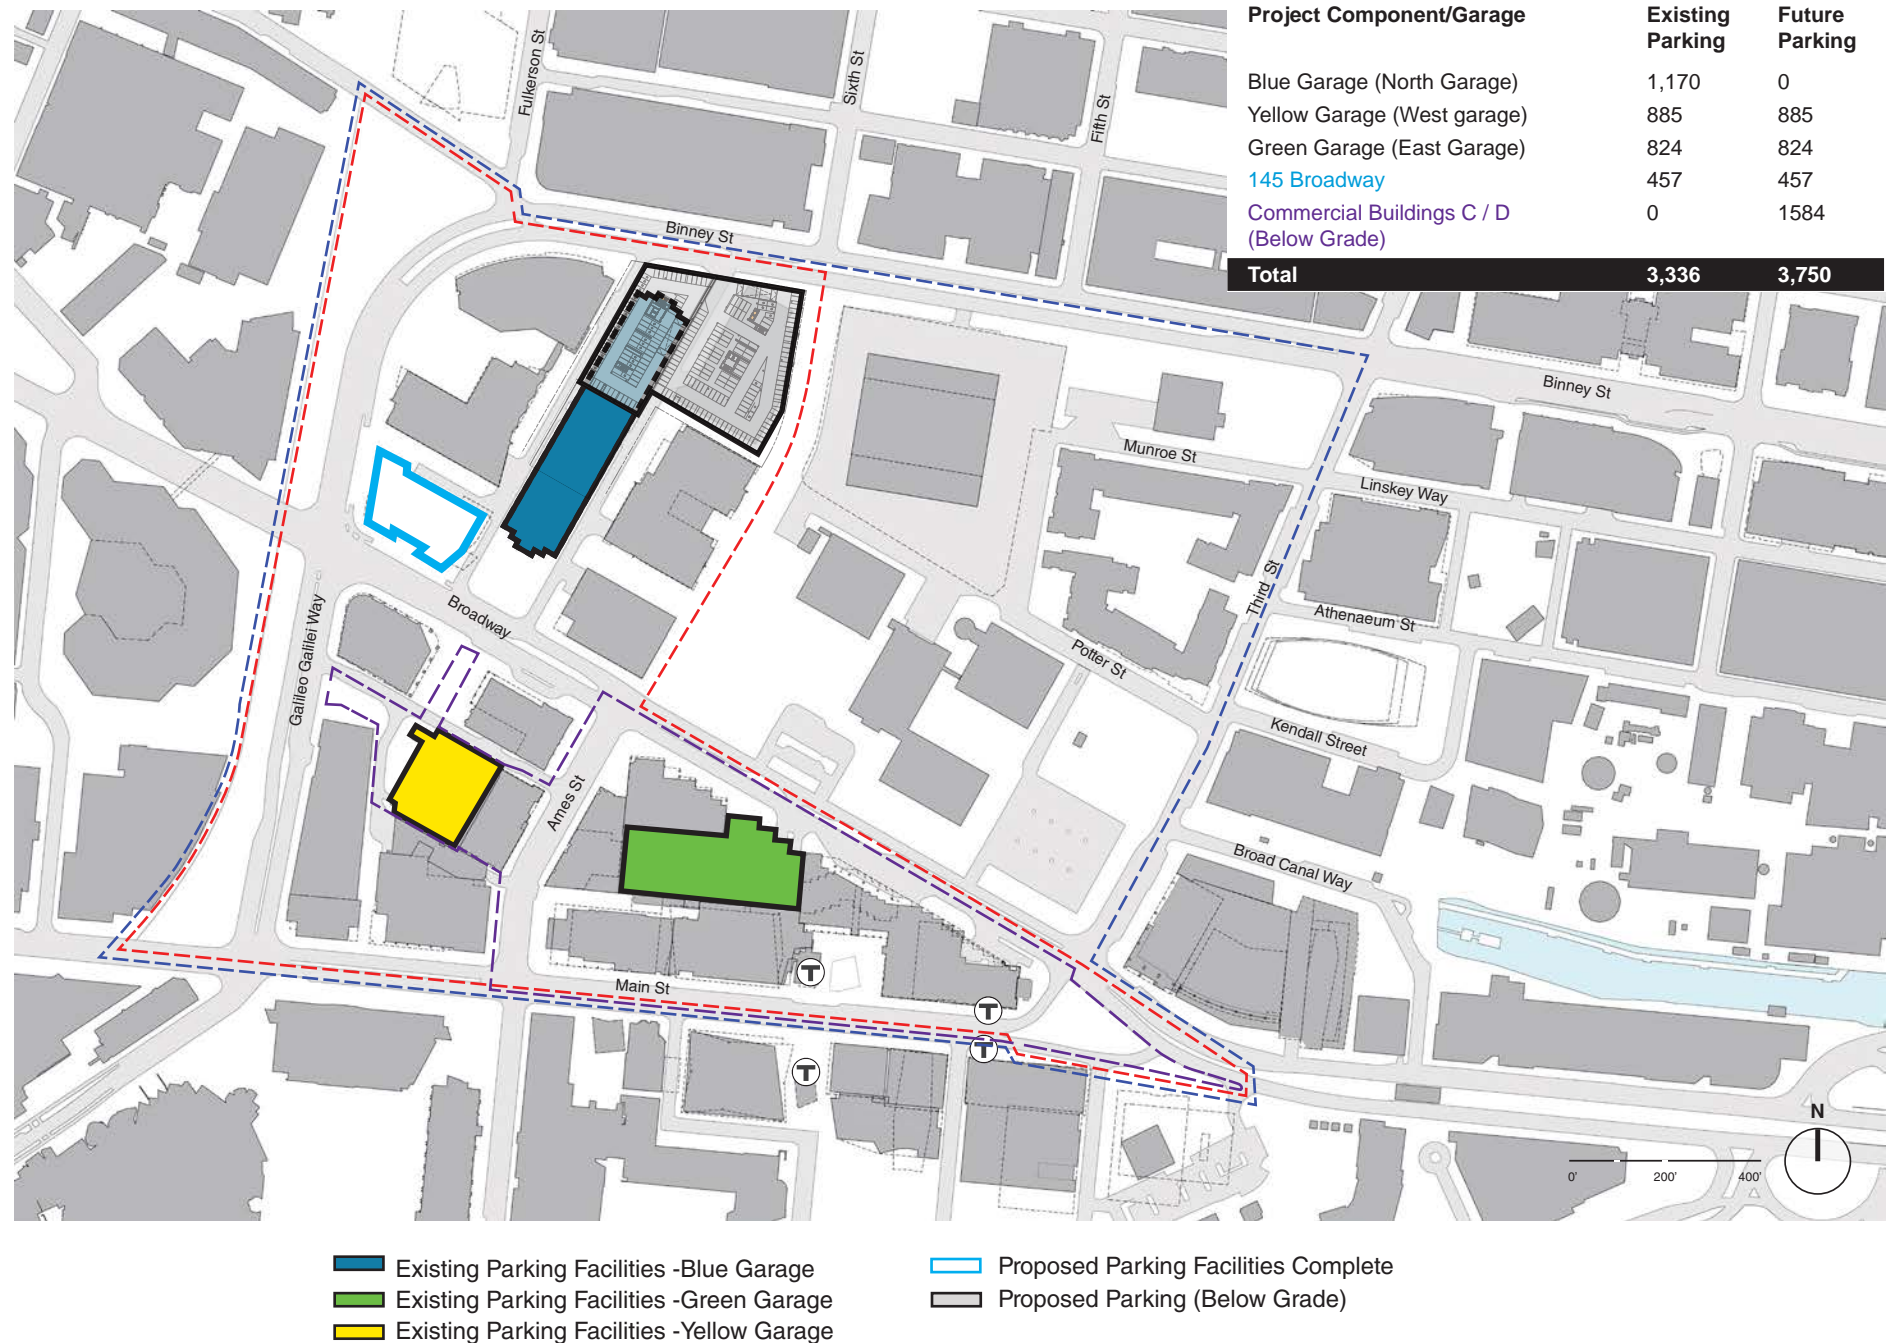 Project Component/Garage Existing Parking Future Parking
Blue Garage (North Garage) 1,170 0
Yellow Garage (West garage) 885 885
Green Garage (East Garage) 824 824
145 Broadway 457 457
Commercial Buildings C / D 0 1584
(Below Grade)
Total 3,336 3,750
Fulkerson St
Sixth St
Fifth St
Binney St
Binney St
Munroe St
Linskey Way
Third St
Athenaeum St
Potter St
Kendall Street
Broadway
Galileo Galilei Way
Ames St
Broad Canal Way
Main St
T
T
T
T
N
0' 200' 400'
Existing Parking Facilities -Blue Garage
Existing Parking Facilities -Green Garage
Existing Parking Facilities -Yellow Garage
Proposed Parking Facilities Complete
Proposed Parking (Below Grade)